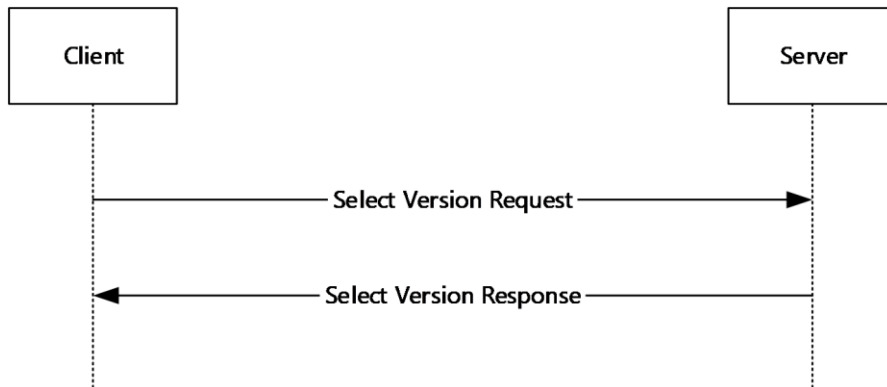 Client
Server
Select Version Request
Select Version Response